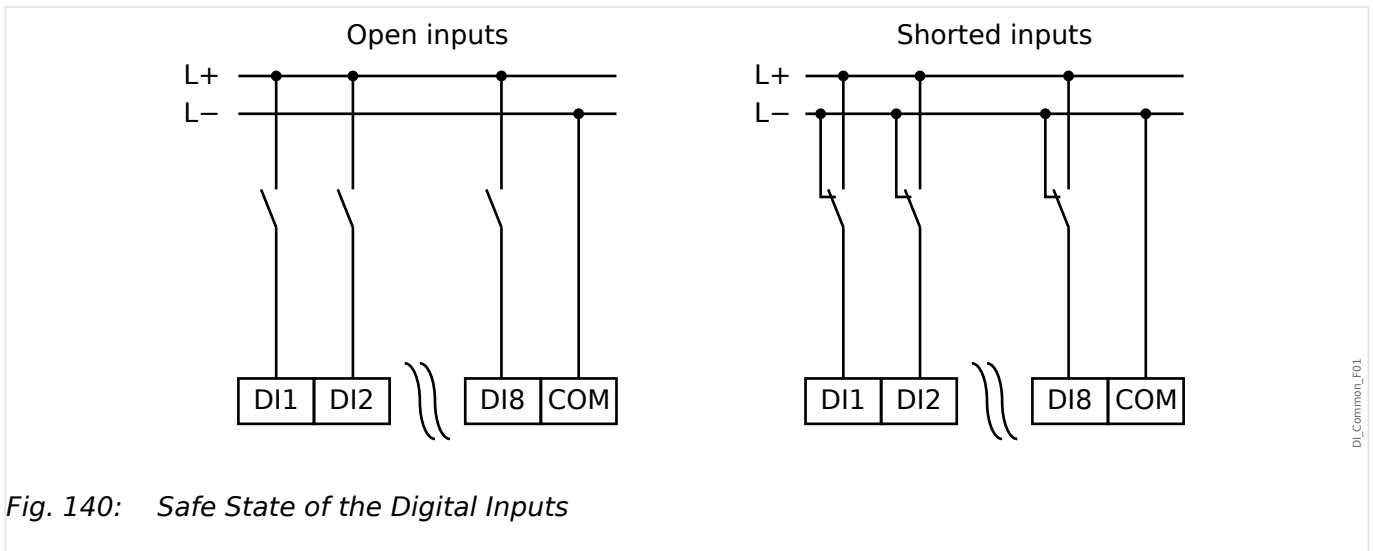 Open inputs
L+
L−
DI1 DI2 DI8 COM
Shorted inputs
L+
L−
DI1 DI2 DI8 COM
DI_Common_F01
Fig. 140: Safe State of the Digital Inputs